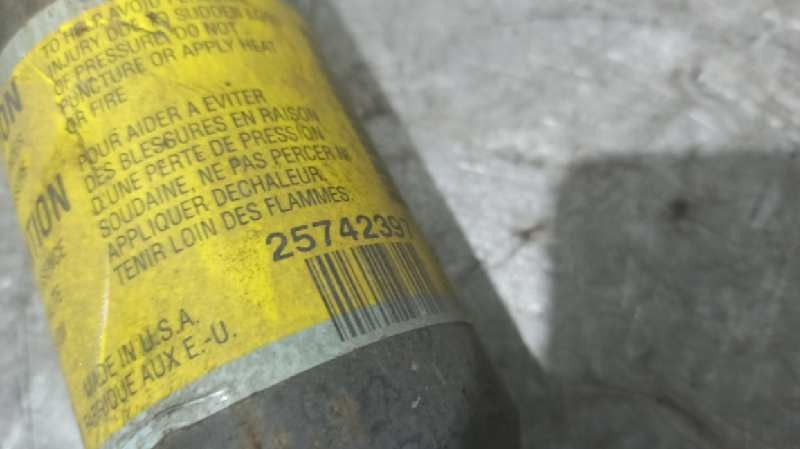 TO HELP AVOID
INJURY DUE TO SUDDEN LOSS
OF PRESSURE, DO NOT
PUNCTURE OR APPLY HEAT
OR FIRE
POUR AIDER A EVITER
DES BLESSURES EN RAISON
D,UNE PERTE DE PRESSION
SOUDAINE, NE PAS PERCER NI
APPLIQUER DECHALEUR.
TENIR LOIN DES FLAMMES.
25742397
MADE IN U.S.A.
FABRIQUE AUX E.-U.